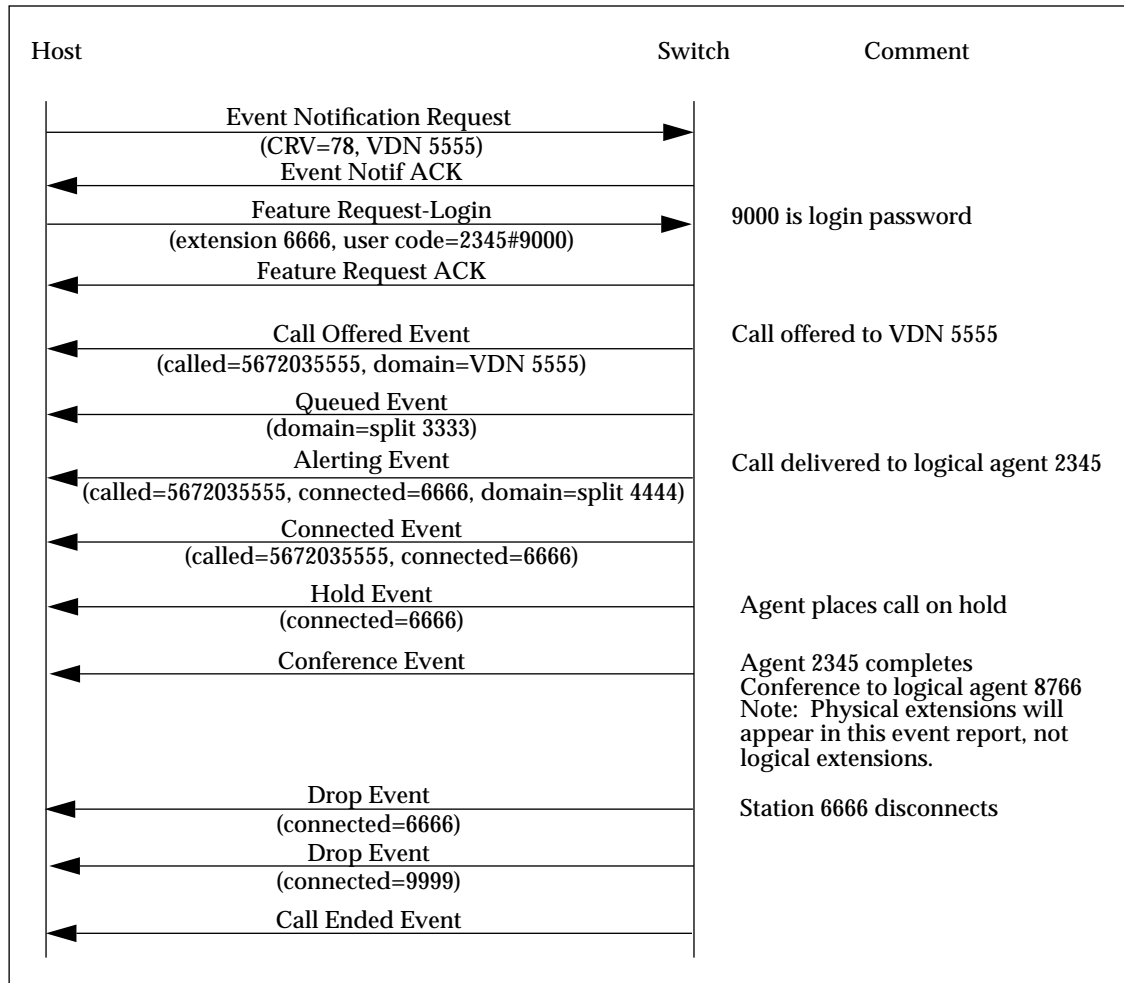 Host Switch Comment
Event Notification Request
(CRV=78, VDN 5555)
Event Notif ACK
Feature Request-Login 9000 is login password
(extension 6666, user code=2345#9000)
Feature Request ACK
Call Offered Event Call offered to VDN 5555
(called=5672035555, domain=VDN 5555)
Queued Event
(domain=split 3333)
Alerting Event Call delivered to logical agent 2345
(called=5672035555, connected=6666, domain=split 4444)
Connected Event
(called=5672035555, connected=6666)
Hold Event Agent places call on hold
(connected=6666)
Conference Event Agent 2345 completes
Conference to logical agent 8766
Note: Physical extensions will
appear in this event report, not
logical extensions.
Drop Event Station 6666 disconnects
(connected=6666)
Drop Event
(connected=9999)
Call Ended Event